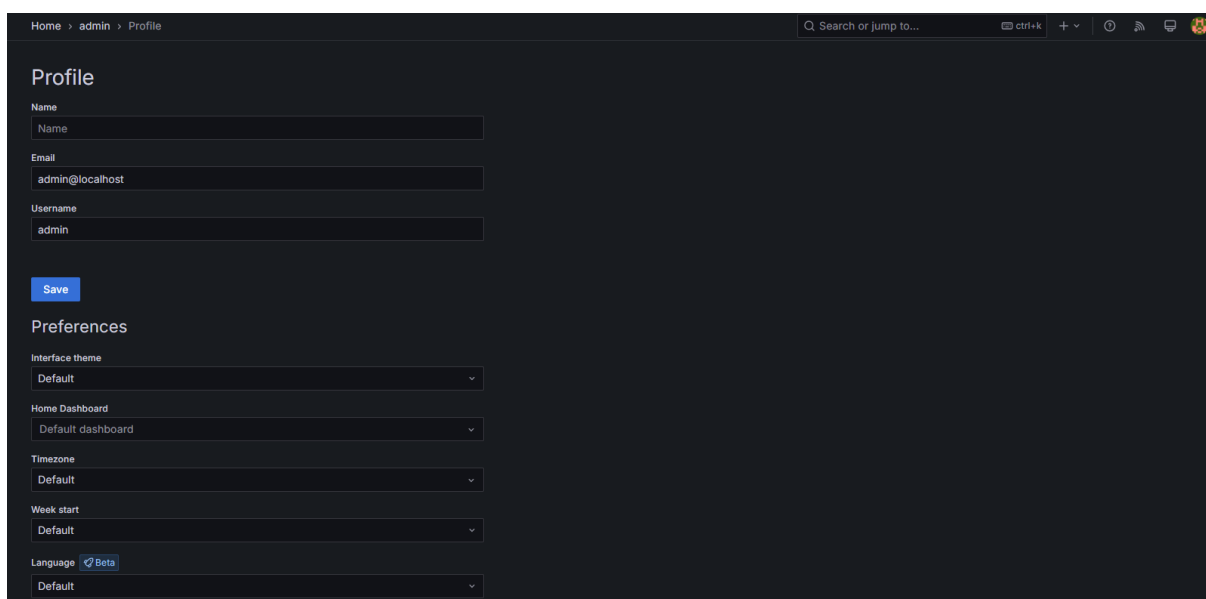 Home › admin › Profile Search or jump to... ctrl+k
Profile
Name
Name
Email
admin@localhost
Username
admin
Save
Preferences
Interface theme
Default
Home Dashboard
Default dashboard
Timezone
Default
Week start
Default
Language Beta
Default